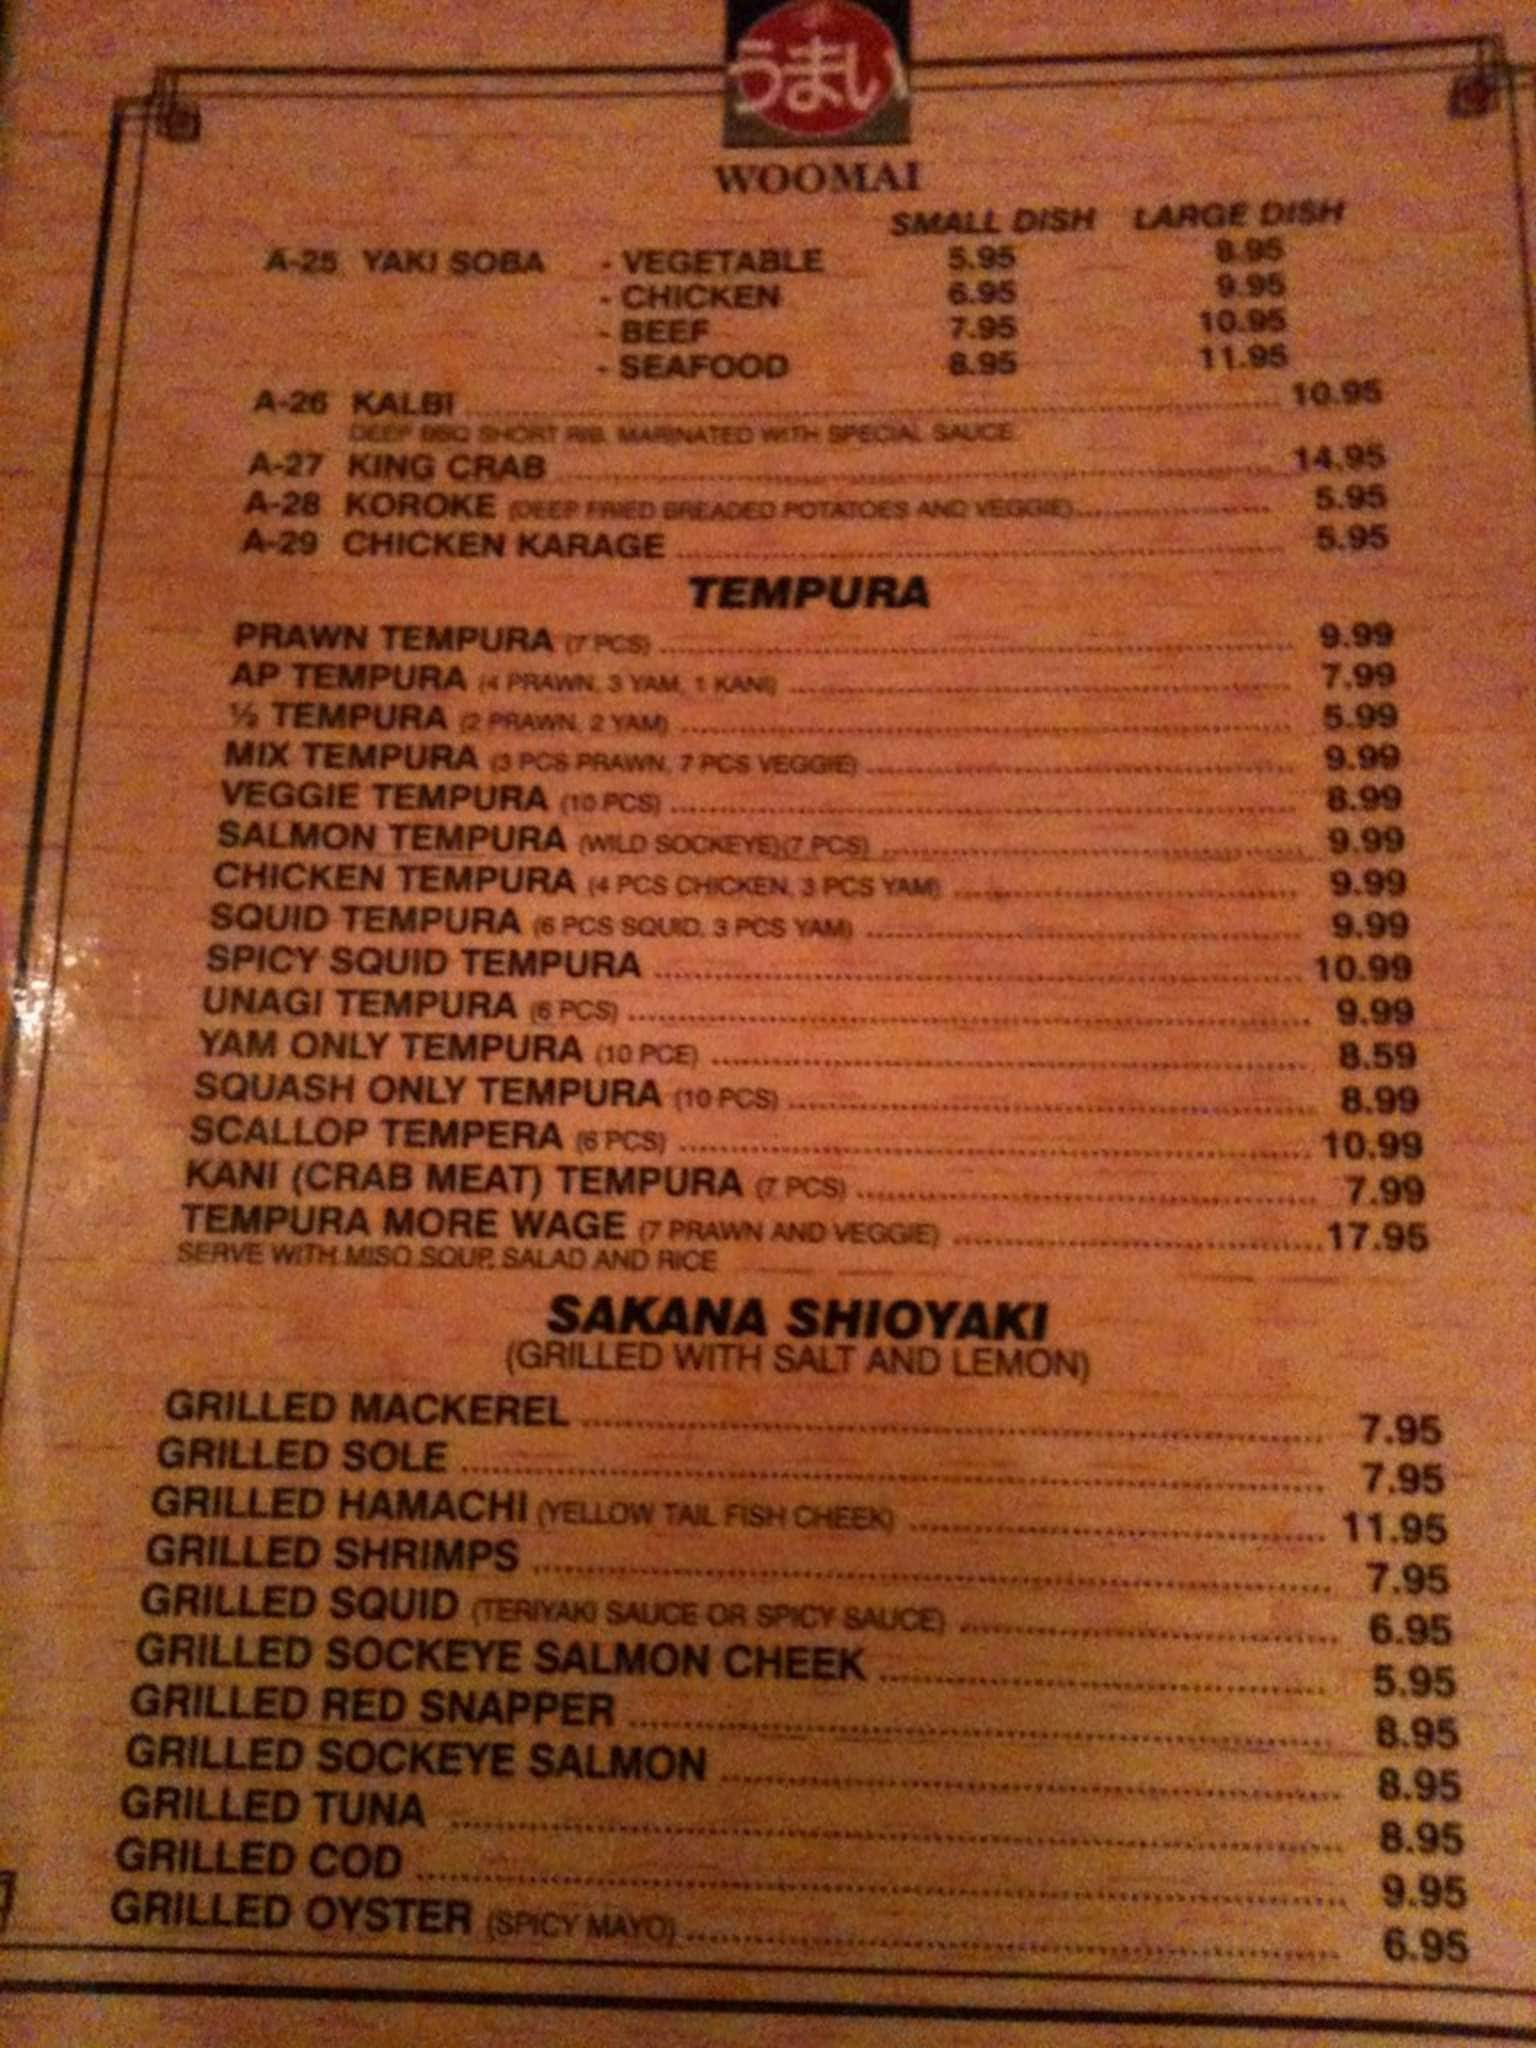 うまい
WOOMAI
SMALL DISH LARGE DISH
A-25 YAKI SOBA - VEGETABLE 5.95 8.95
- CHICKEN 6.95 9.95
- BEEF 7.95 10.95
- SEAFOOD 8.95 11.95
A-26 KALBI 10.95
DEEP BBQ SHORT RIB, MARINATED WITH SPECIAL SAUCE
A-27 KING CRAB 14.95
A-28 KOROKE (DEEP FRIED BREADED POTATOES AND VEGGIE) 5.95
A-29 CHICKEN KARAGE 5.95
TEMPURA
PRAWN TEMPURA (7 PCS) 9.99
AP TEMPURA (4 PRAWN, 3 YAM, 1 KANI) 7.99
½ TEMPURA (2 PRAWN, 2 YAM) 5.99
MIX TEMPURA (3 PCS PRAWN, 7 PCS VEGGIE) 9.99
VEGGIE TEMPURA (10 PCS) 8.99
SALMON TEMPURA (WILD SOCKEYE)(7 PCS) 9.99
CHICKEN TEMPURA (4 PCS CHICKEN, 3 PCS YAM) 9.99
SQUID TEMPURA (6 PCS SQUID, 3 PCS YAM) 9.99
SPICY SQUID TEMPURA 10.99
UNAGI TEMPURA (6 PCS) 9.99
YAM ONLY TEMPURA (10 PCE) 8.59
SQUASH ONLY TEMPURA (10 PCS) 8.99
SCALLOP TEMPERA (6 PCS) 10.99
KANI (CRAB MEAT) TEMPURA (7 PCS) 7.99
TEMPURA MORE WAGE (7 PRAWN AND VEGGIE) 17.95
SERVE WITH MISO SOUP, SALAD AND RICE
SAKANA SHIOYAKI
(GRILLED WITH SALT AND LEMON)
GRILLED MACKEREL 7.95
GRILLED SOLE 7.95
GRILLED HAMACHI (YELLOW TAIL FISH CHEEK) 11.95
GRILLED SHRIMPS 7.95
GRILLED SQUID (TERIYAKI SAUCE OR SPICY SAUCE) 6.95
GRILLED SOCKEYE SALMON CHEEK 5.95
GRILLED RED SNAPPER 8.95
GRILLED SOCKEYE SALMON 8.95
GRILLED TUNA 8.95
GRILLED COD 9.95
GRILLED OYSTER (SPICY MAYO) 6.95